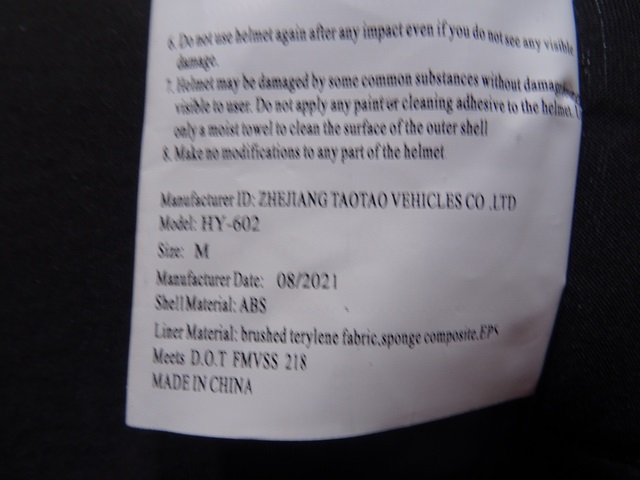 6. Do not use helmet again after any impact even if you do not see any visible
damage.
7. Helmet may be damaged by some common substances without damage
visible to user. Do not apply any paint or cleaning adhesive to the helmet.
only a moist towel to clean the surface of the outer shell
8. Make no modifications to any part of the helmet
Manufacturer ID: ZHEJIANG TAOTAO VEHICLES CO .LTD
Model: HY-602
Size: M
Manufacturer Date: 08/2021
Shell Material: ABS
Liner Material: brushed terylene fabric,sponge composite,EPS
Meets D.O.T FMVSS 218
MADE IN CHINA